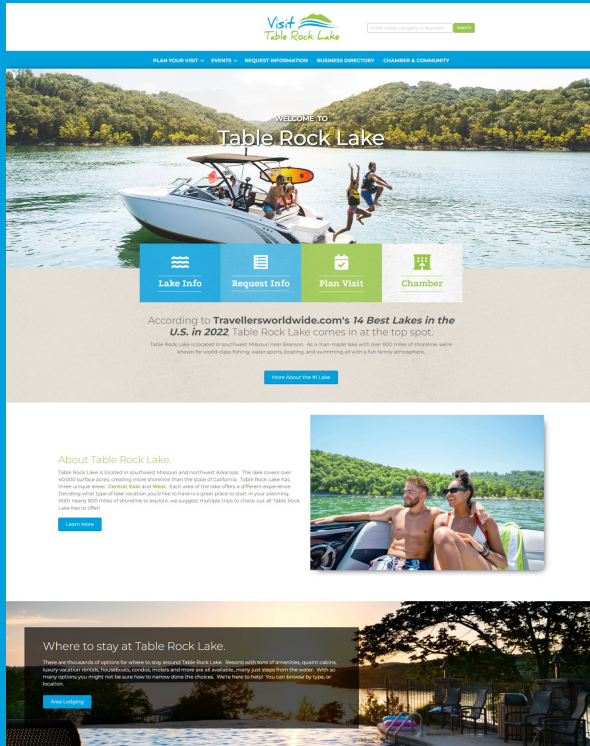 Visit
Table Rock Lake
Enter name, category, or keyword
Search
PLAN YOUR VISIT
EVENTS
REQUEST INFORMATION
BUSINESS DIRECTORY
CHAMBER & COMMUNITY
WELCOME TO
Table Rock Lake
Lake Info
Request Info
Plan Visit
Chamber
According to Travellersworldwide.com's 14 Best Lakes in the
U.S. in 2022, Table Rock Lake comes in at the top spot.
Table Rock Lake is located in southwest Missouri near Branson. As a man-made lake with over 800 miles of shoreline, we're
known for world-class fishing, water sports, boating, and swimming all with a fun family atmosphere.
More About the #1 Lake
About Table Rock Lake.
Table Rock Lake is located in southwest Missouri and northwest Arkansas. The lake covers over
40,000 surface acres, creating more shoreline than the state of California. Table Rock Lake has
three unique areas. Central, East and West. Each area of the lake offers a different experience.
Deciding what type of lake vacation you'd like to have is a great place to start in your planning.
With nearly 800 miles of shoreline to explore, we suggest multiple trips to check out all Table Rock
Lake has to offer!
Learn More
Where to stay at Table Rock Lake.
There are thousands of options for where to stay around Table Rock Lake. Resorts with tons of amenities, quaint cabins,
luxury vacation rentals, houseboats, condos, motels and more are all available...many just steps from the water. With so
many options you might not be sure how to narrow done the choices. We're here to help! You can browse by type, or
location.
Area Lodging